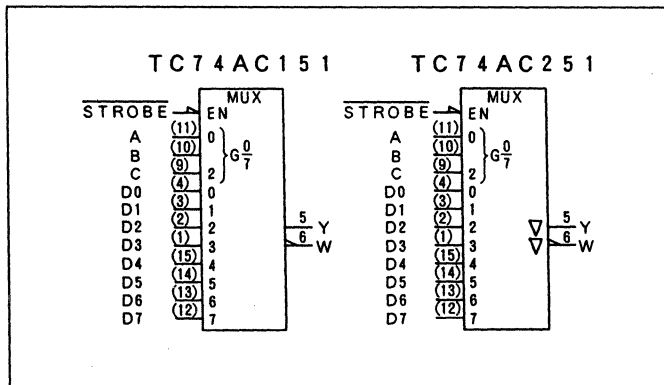 TC74AC151
MUX
STROBE EN
(11)
A 0
(10)
B G 0/7
(9)
C 2
(4)
D0 0
(3)
D1 1
(2)
D2 2 5 Y
(1)
D3 3 6 W
(15)
D4 4
(14)
D5 5
(13)
D6 6
(12)
D7 7
TC74AC251
MUX
STROBE EN
(11)
A 0
(10)
B G 0/7
(9)
C 2
(4)
D0 0
(3)
D1 1
(2)
D2 2 ▽ 5 Y
(1)
D3 3 ▽ 6 W
(15)
D4 4
(14)
D5 5
(13)
D6 6
(12)
D7 7